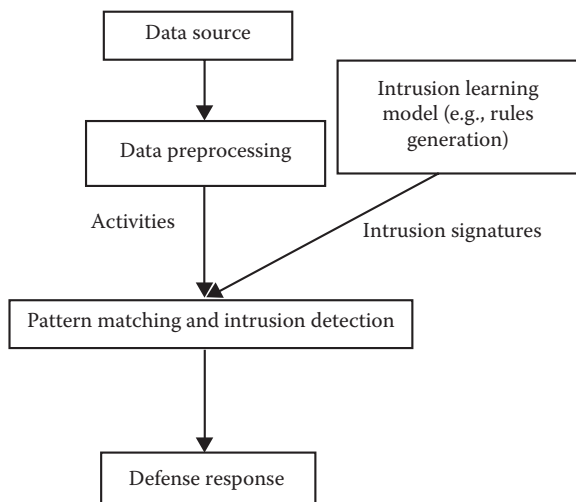 Data source
Intrusion learning
model (e.g., rules
generation)
Data preprocessing
Activities
Intrusion signatures
Pattern matching and intrusion detection
Defense response